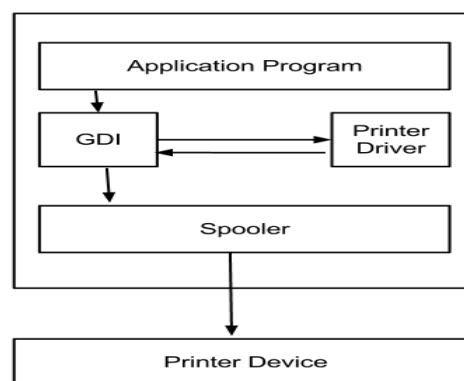 Application Program
GDI
Printer
Driver
Spooler
Printer Device